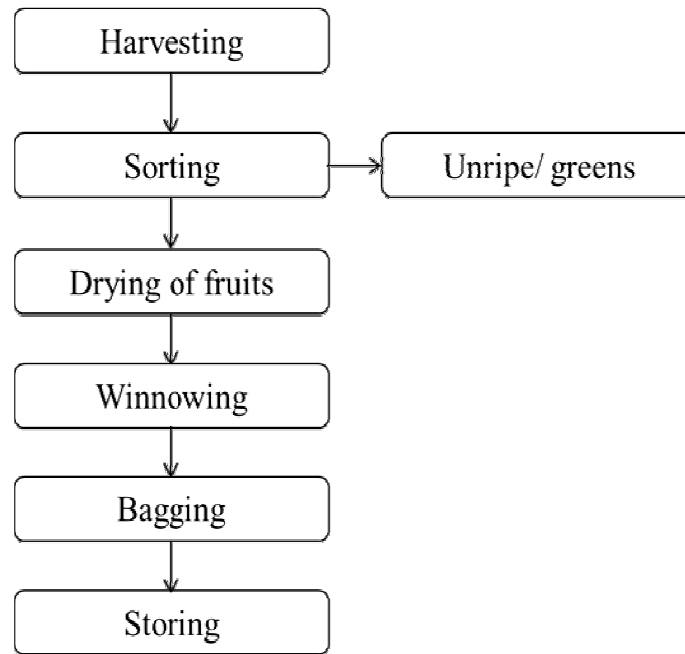 Harvesting
Sorting
Unripe/ greens
Drying of fruits
Winnowing
Bagging
Storing